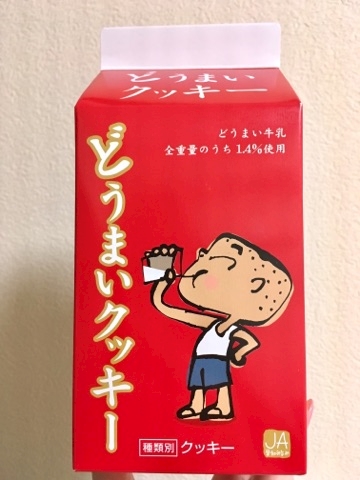 どうまい
クッキー
どうまい牛乳
全重量のうち1.4%使用
どうまいクッキー
種類別 クッキー
JA